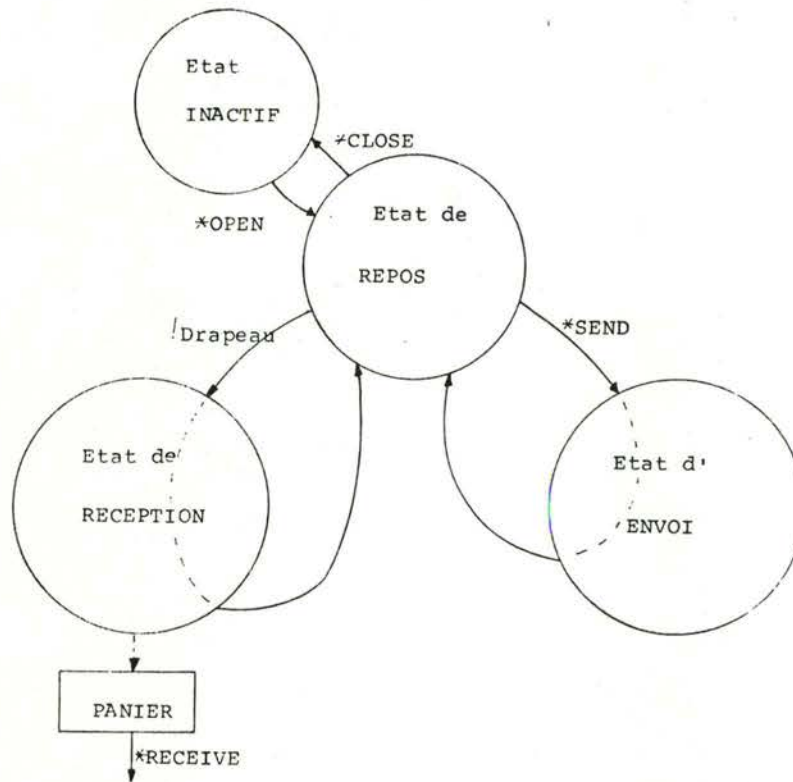 Etat
INACTIF
*CLOSE
*OPEN
Etat de
REPOS
!Drapeau
*SEND
Etat de
RECEPTION
Etat d'
ENVOI
PANIER
*RECEIVE